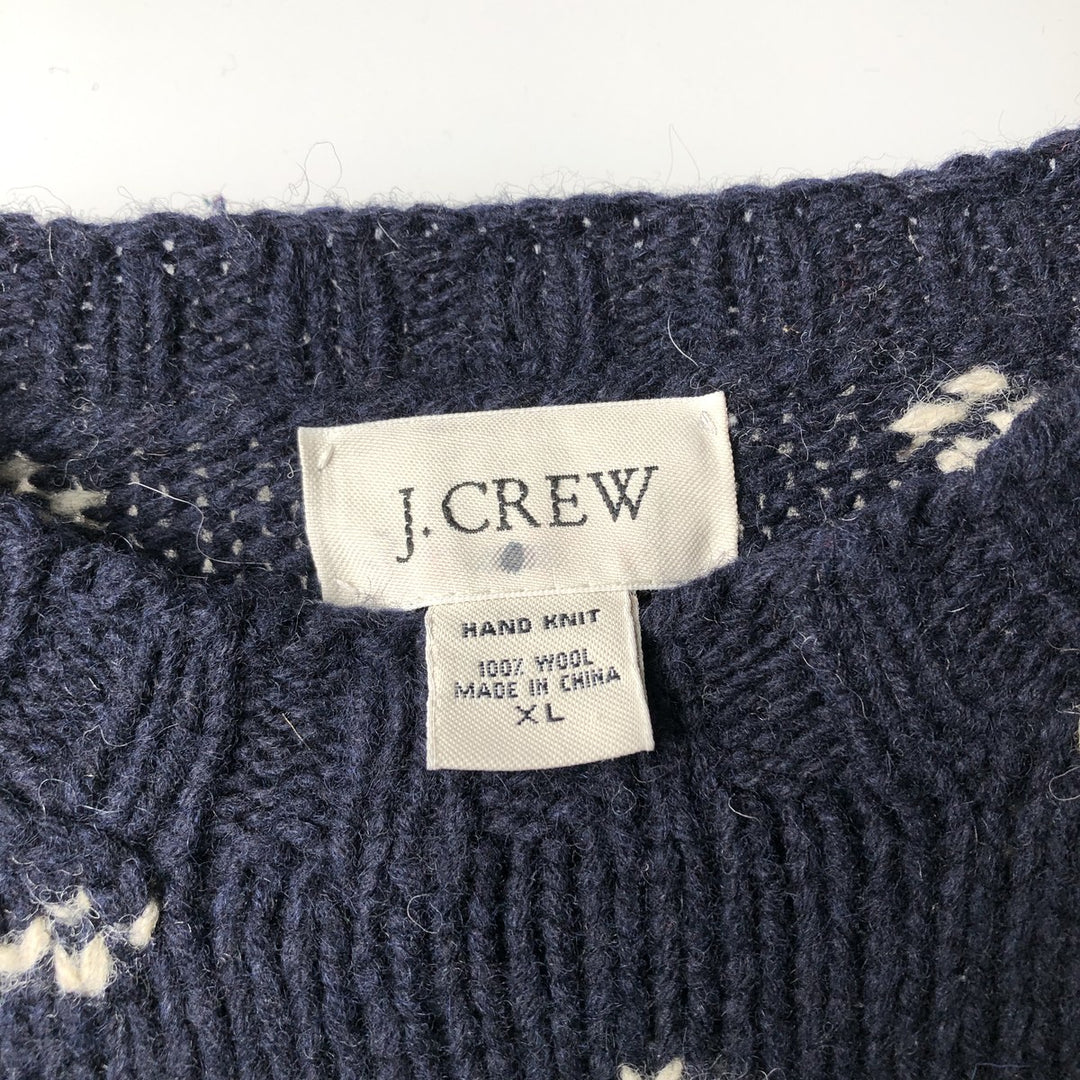 J.CREW
HAND KNIT
100% WOOL
MADE IN CHINA
XL